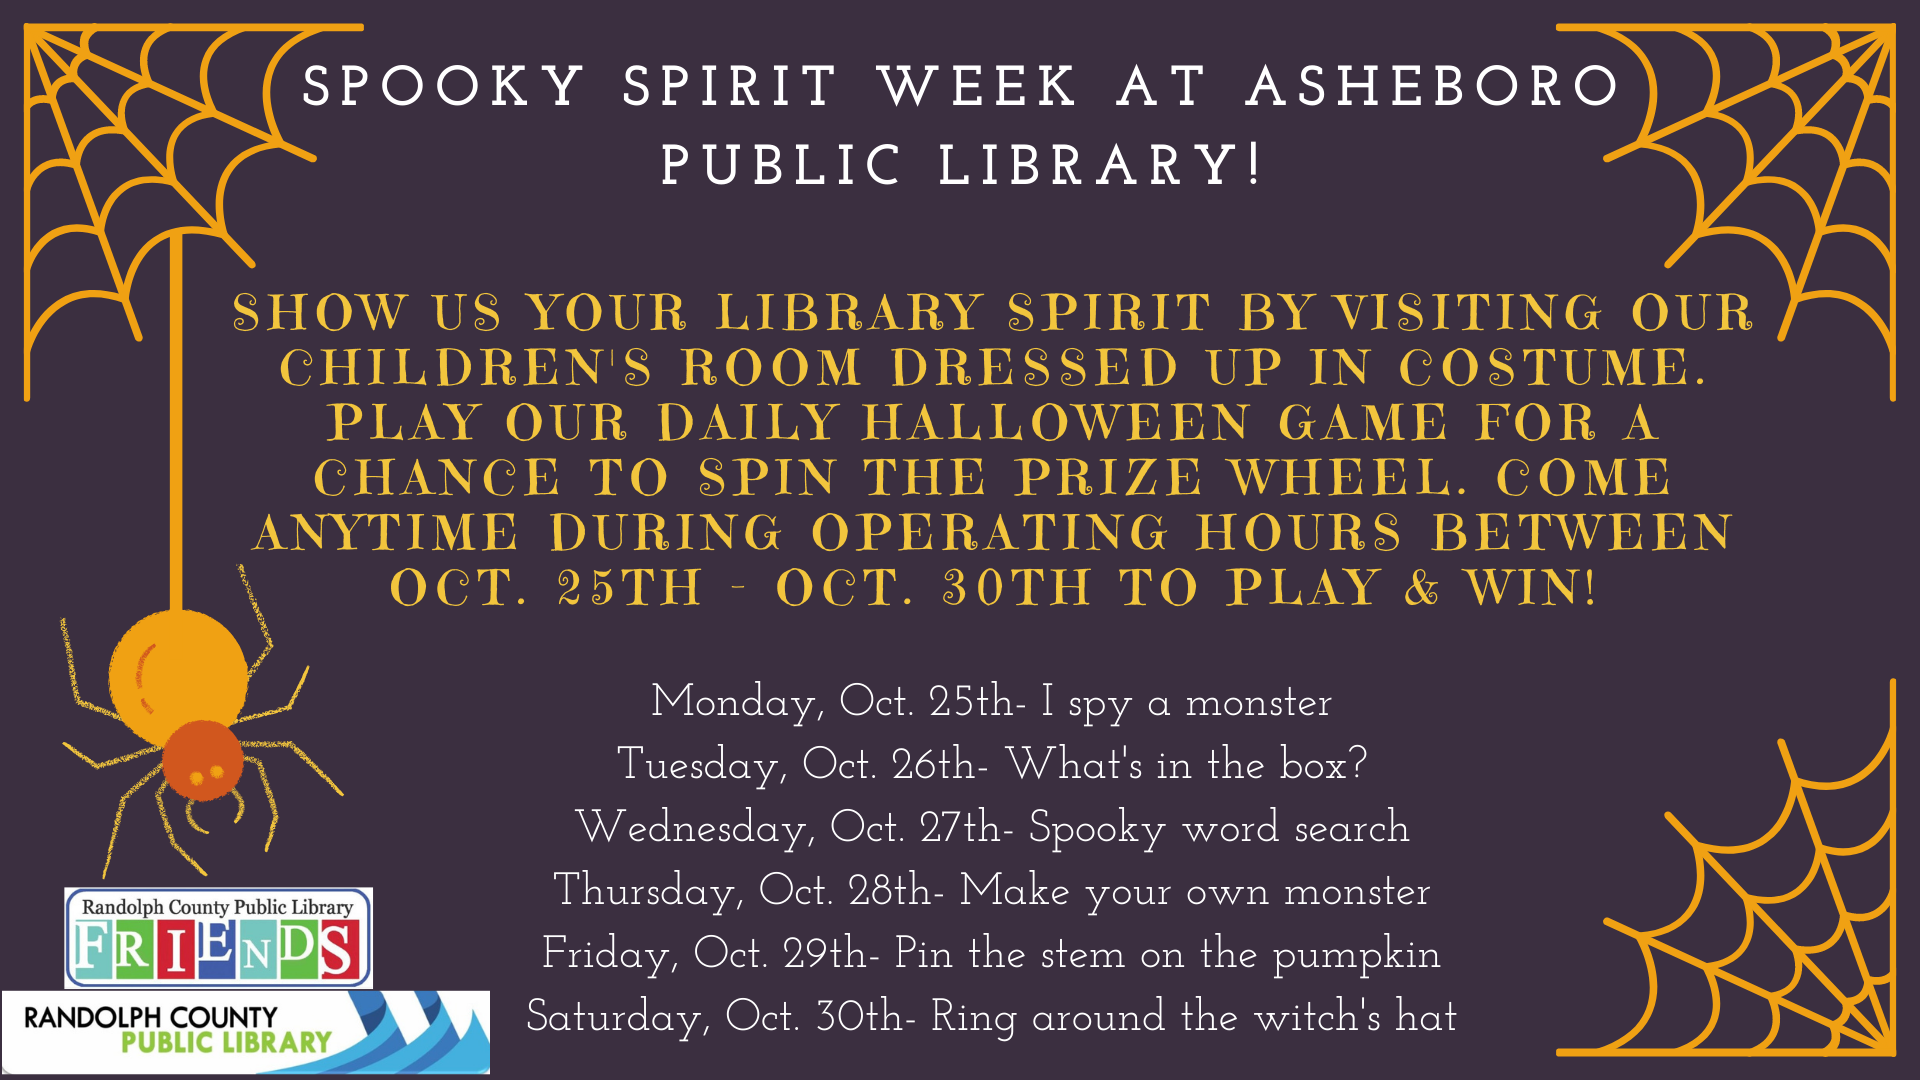 SPOOKY SPIRIT WEEK AT ASHEBORO
PUBLIC LIBRARY!
SHOW US YOUR LIBRARY SPIRIT BY VISITING OUR
CHILDREN'S ROOM DRESSED UP IN COSTUME.
PLAY OUR DAILY HALLOWEEN GAME FOR A
CHANCE TO SPIN THE PRIZE WHEEL. COME
ANYTIME DURING OPERATING HOURS BETWEEN
OCT. 25TH - OCT. 30TH TO PLAY & WIN!
Monday, Oct. 25th- I spy a monster
Tuesday, Oct. 26th- What's in the box?
Wednesday, Oct. 27th- Spooky word search
Thursday, Oct. 28th- Make your own monster
Friday, Oct. 29th- Pin the stem on the pumpkin
Saturday, Oct. 30th- Ring around the witch's hat
Randolph County Public Library
FRIENDS
RANDOLPH COUNTY
PUBLIC LIBRARY